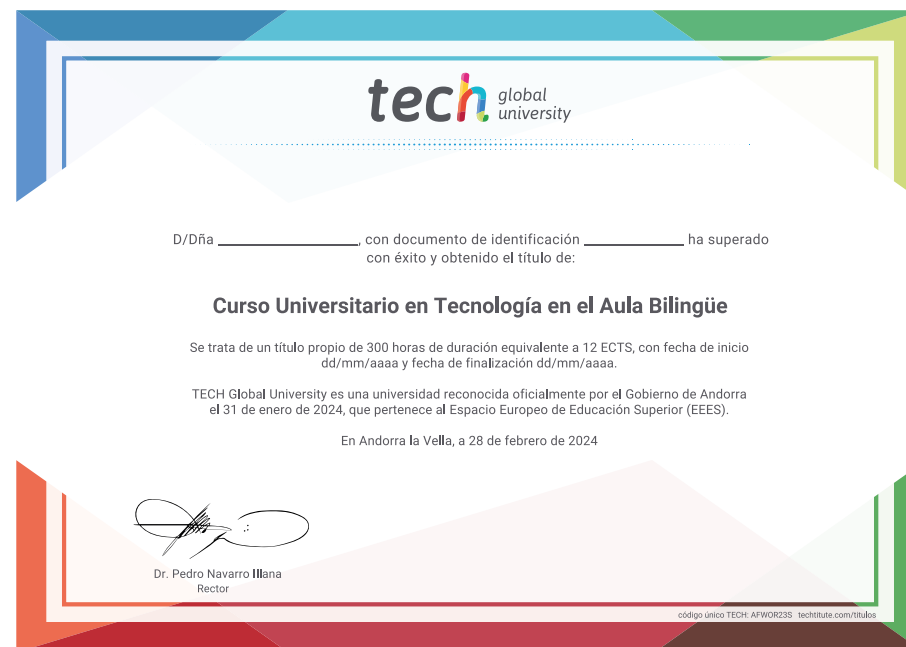 tech global university
D/Dña ______________, con documento de identificación __________ ha superado
con éxito y obtenido el título de:
Curso Universitario en Tecnología en el Aula Bilingüe
Se trata de un título propio de 300 horas de duración equivalente a 12 ECTS, con fecha de inicio
dd/mm/aaaa y fecha de finalización dd/mm/aaaa.
TECH Global University es una universidad reconocida oficialmente por el Gobierno de Andorra
el 31 de enero de 2024, que pertenece al Espacio Europeo de Educación Superior (EEES).
En Andorra la Vella, a 28 de febrero de 2024
Dr. Pedro Navarro Illana
Rector
código único TECH: AFWOR23S techtitute.com/titulos